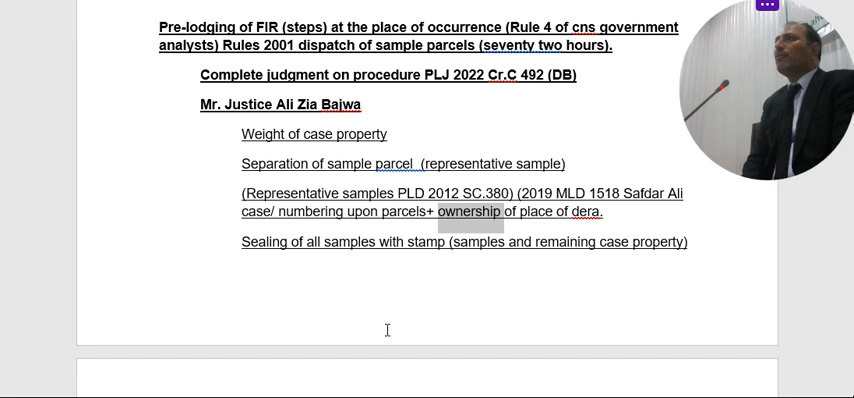 Pre-lodging of FIR (steps) at the place of occurrence (Rule 4 of cns government
analysts) Rules 2001 dispatch of sample parcels (seventy two hours).
Complete judgment on procedure PLJ 2022 Cr.C 492 (DB)
Mr. Justice Ali Zia Bajwa
Weight of case property
Separation of sample parcel  (representative sample)
(Representative samples PLD 2012 SC.380) (2019 MLD 1518 Safdar Ali
case/ numbering upon parcels+ ownership of place of dera.
Sealing of all samples with stamp (samples and remaining case property)